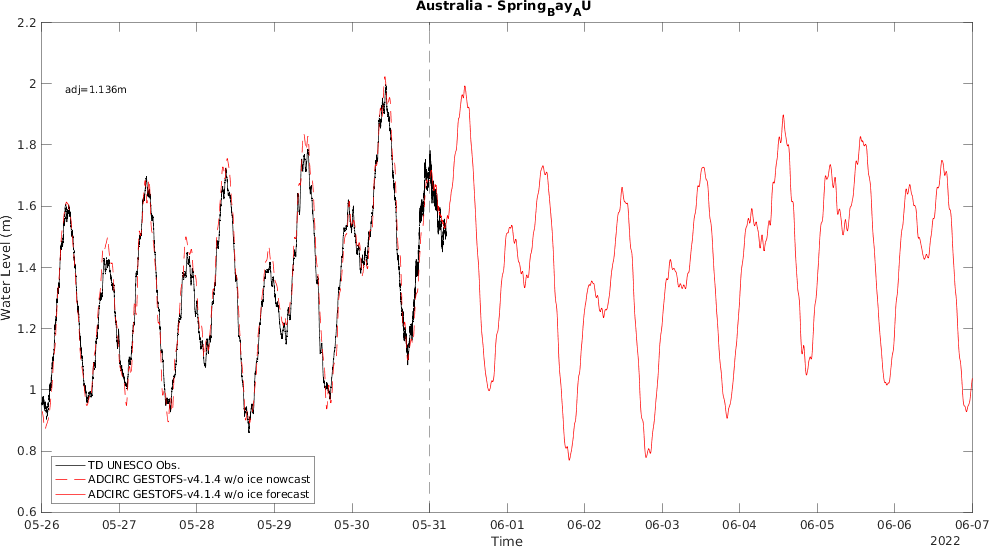 Australia - Spring_Bay_AU
2.2
2
1.8
1.6
1.4
1.2
1
0.8
0.6
Water Level (m)
adj=1.136m
TD UNESCO Obs.
ADCIRC GESTOFS-v4.1.4 w/o ice nowcast
ADCIRC GESTOFS-v4.1.4 w/o ice forecast
05-26 05-27 05-28 05-29 05-30 05-31 06-01 06-02 06-03 06-04 06-05 06-06 06-07
Time
2022